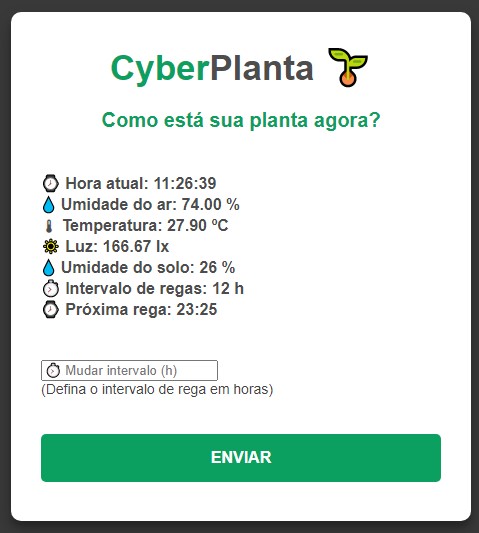 CyberPlanta
Como está sua planta agora?
Hora atual: 11:26:39
Umidade do ar: 74.00 %
Temperatura: 27.90 ºC
Luz: 166.67 lx
Umidade do solo: 26 %
Intervalo de regas: 12 h
Próxima rega: 23:25
Mudar intervalo (h)
(Defina o intervalo de rega em horas)
ENVIAR